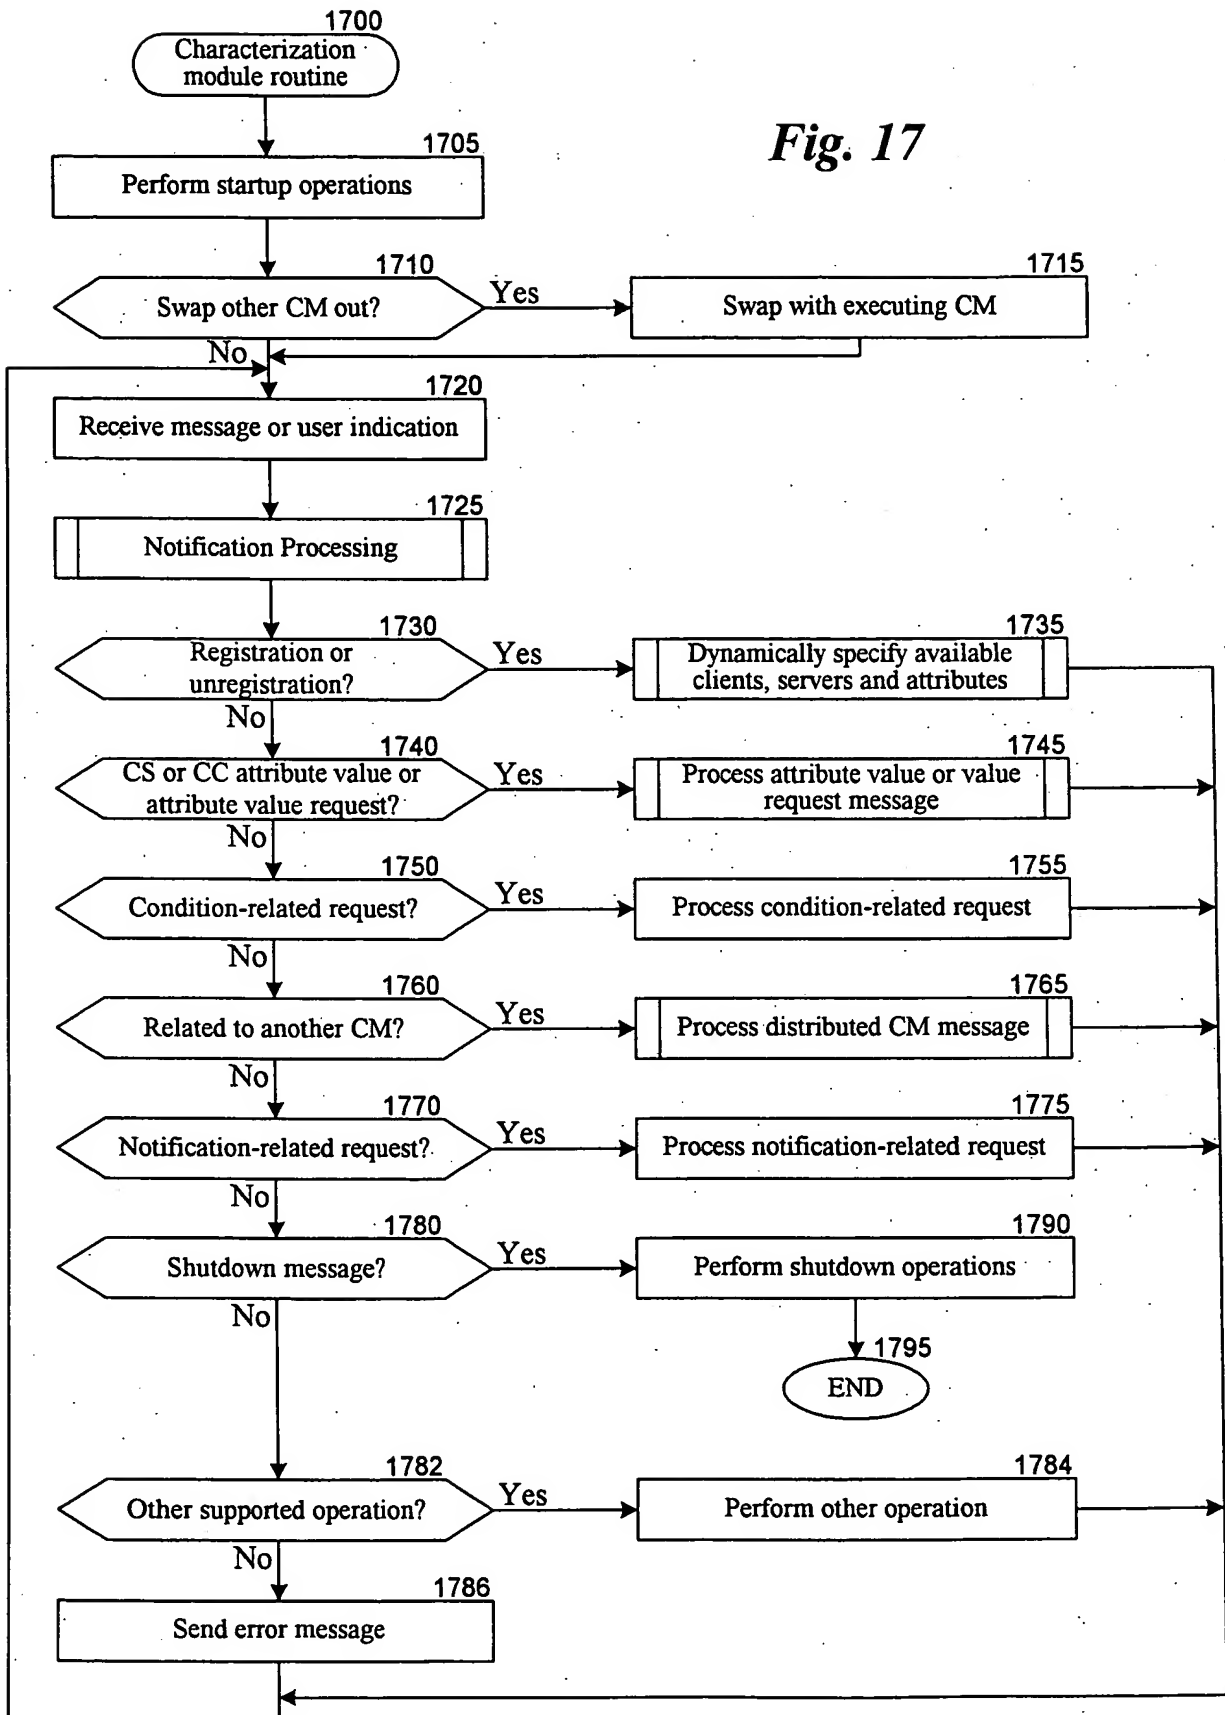 1700
Characterization
module routine
Fig. 17
1705
Perform startup operations
1710
Swap other CM out?
Yes
1715
Swap with executing CM
No
1720
Receive message or user indication
1725
Notification Processing
1730
Registration or
unregistration?
Yes
1735
Dynamically specify available
clients, servers and attributes
No
1740
CS or CC attribute value or
attribute value request?
Yes
1745
Process attribute value or value
request message
No
1750
Condition-related request?
Yes
1755
Process condition-related request
No
1760
Related to another CM?
Yes
1765
Process distributed CM message
No
1770
Notification-related request?
Yes
1775
Process notification-related request
No
1780
Shutdown message?
Yes
1790
Perform shutdown operations
No
1795
END
1782
Other supported operation?
Yes
1784
Perform other operation
No
1786
Send error message